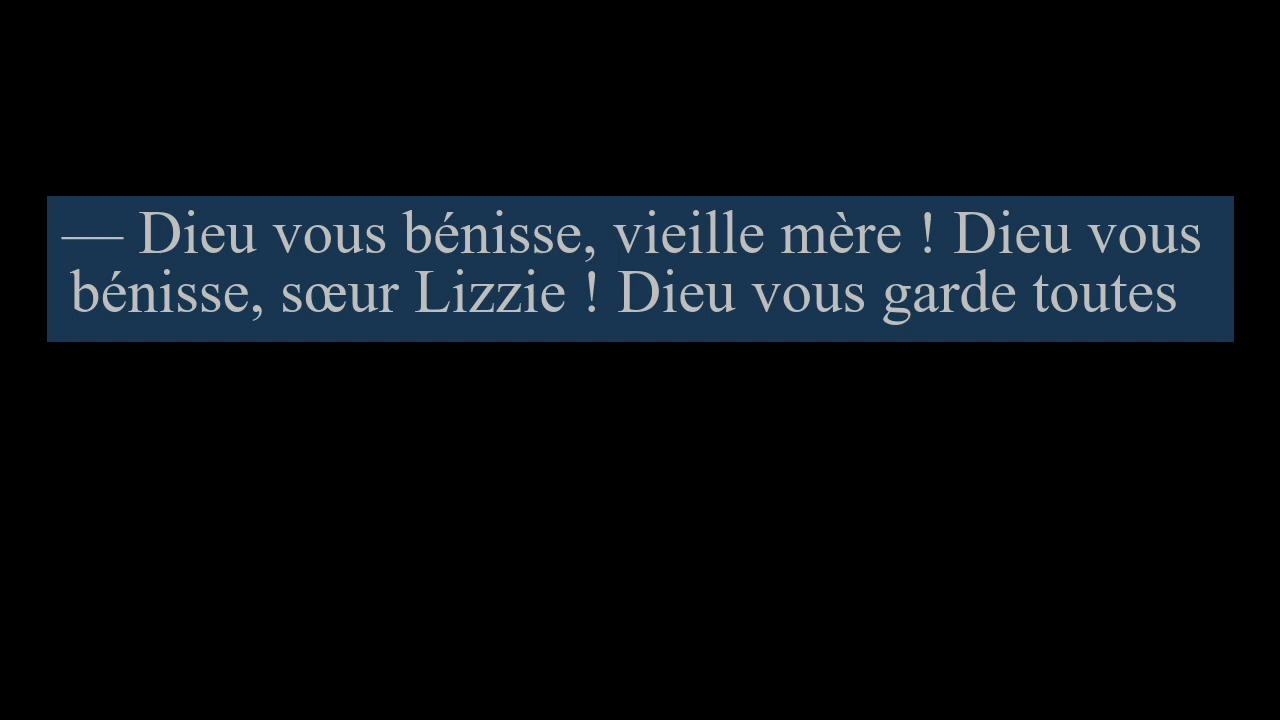 — Dieu vous bénisse, vieille mère ! Dieu vous
bénisse, sœur Lizzie ! Dieu vous garde toutes